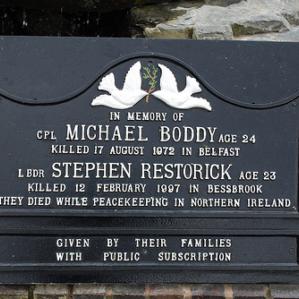 IN MEMORY OF
CPL MICHAEL BODDY AGE 24
KILLED 17 AUGUST 1972 IN BELFAST
LBDR STEPHEN RESTORICK AGE 23
KILLED 12 FEBRUARY 1997 IN BESSBROOK
THEY DIED WHILE PEACEKEEPING IN NORTHERN IRELAND
GIVEN BY THEIR FAMILIES
WITH PUBLIC SUBSCRIPTION